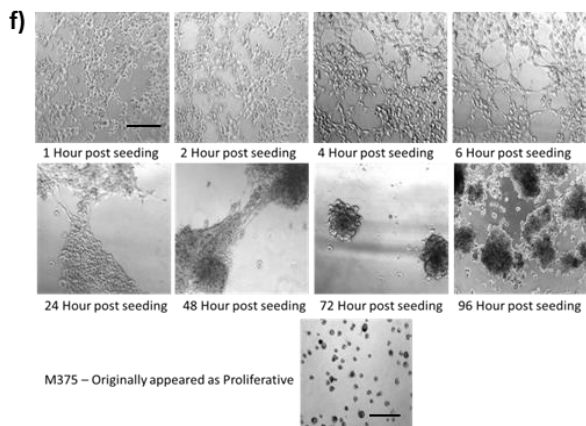 f)
1 Hour post seeding 2 Hour post seeding 4 Hour post seeding 6 Hour post seeding
24 Hour post seeding 48 Hour post seeding 72 Hour post seeding 96 Hour post seeding
M375 – Originally appeared as Proliferative